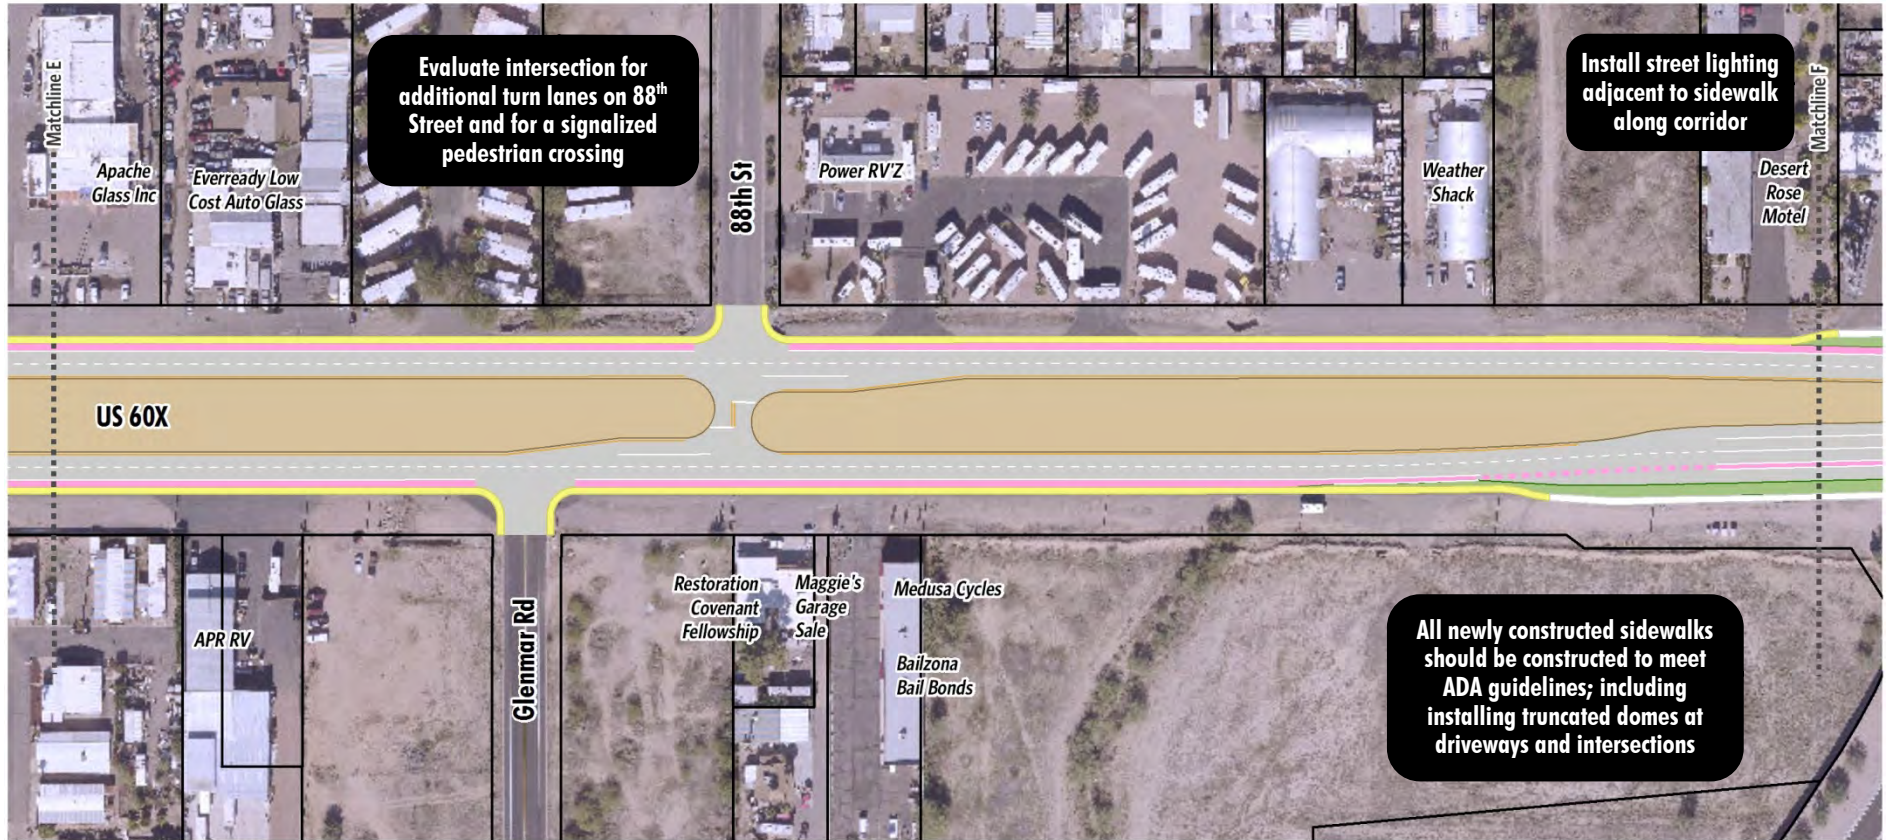 Matchline E
Apache
Glass Inc
Everready Low
Cost Auto Glass
Evaluate intersection for
additional turn lanes on 88th
Street and for a signalized
pedestrian crossing
88th St
Power RV'Z
Weather
Shack
Install street lighting
adjacent to sidewalk
along corridor
Matchline F
Desert
Rose
Motel
US 60X
APR RV
Glenmar Rd
Restoration
Covenant
Fellowship
Maggie's
Garage
Sale
Medusa Cycles
Bailzona
Bail Bonds
All newly constructed sidewalks
should be constructed to meet
ADA guidelines; including
installing truncated domes at
driveways and intersections